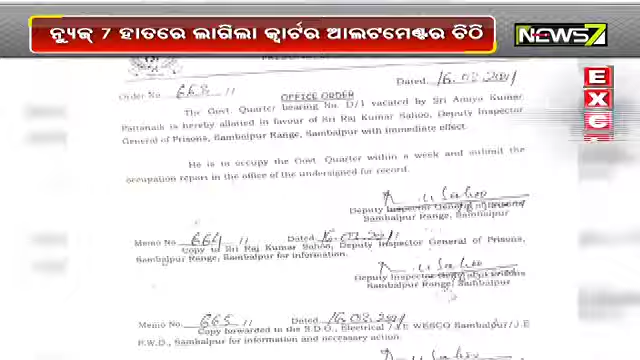 ନ୍ୟୁଜ୍ 7 ହାତରେ ଲାଗିଲା କ୍ୱାର୍ଟର ଆଲଟମେଣ୍ଟର ଚିଠି
NEWS7
EXC
Order No. 663 // Dated 16.03.2021
OFFICE ORDER
The Govt. Quarter bearing No. D/1 vacated by Sri Amiya Kumar
Pattanaik is hereby allotted in favour of Sri Raj Kumar Sahoo, Deputy Inspector
General of Prisons, Sambalpur Range, Sambalpur with immediate effect.
He is to occupy the Govt. Quarter within a week and submit the
occupation report in the office of the undersigned for record.
Deputy Inspector General of Prisons
Sambalpur Range, Sambalpur
Memo No. 664 // Dated 16.03.2021
Copy to Sri Raj Kumar Sahoo, Deputy Inspector General of Prisons,
Sambalpur Range, Sambalpur for information.
Deputy Inspector General of Prisons
Sambalpur Range, Sambalpur
Memo No. 665 // Dated 16.03.2021
Copy forwarded to the S.D.O., Electrical / J.E WESCO Sambalpur/J.E
P.W.D., Sambalpur for information and necessary action.